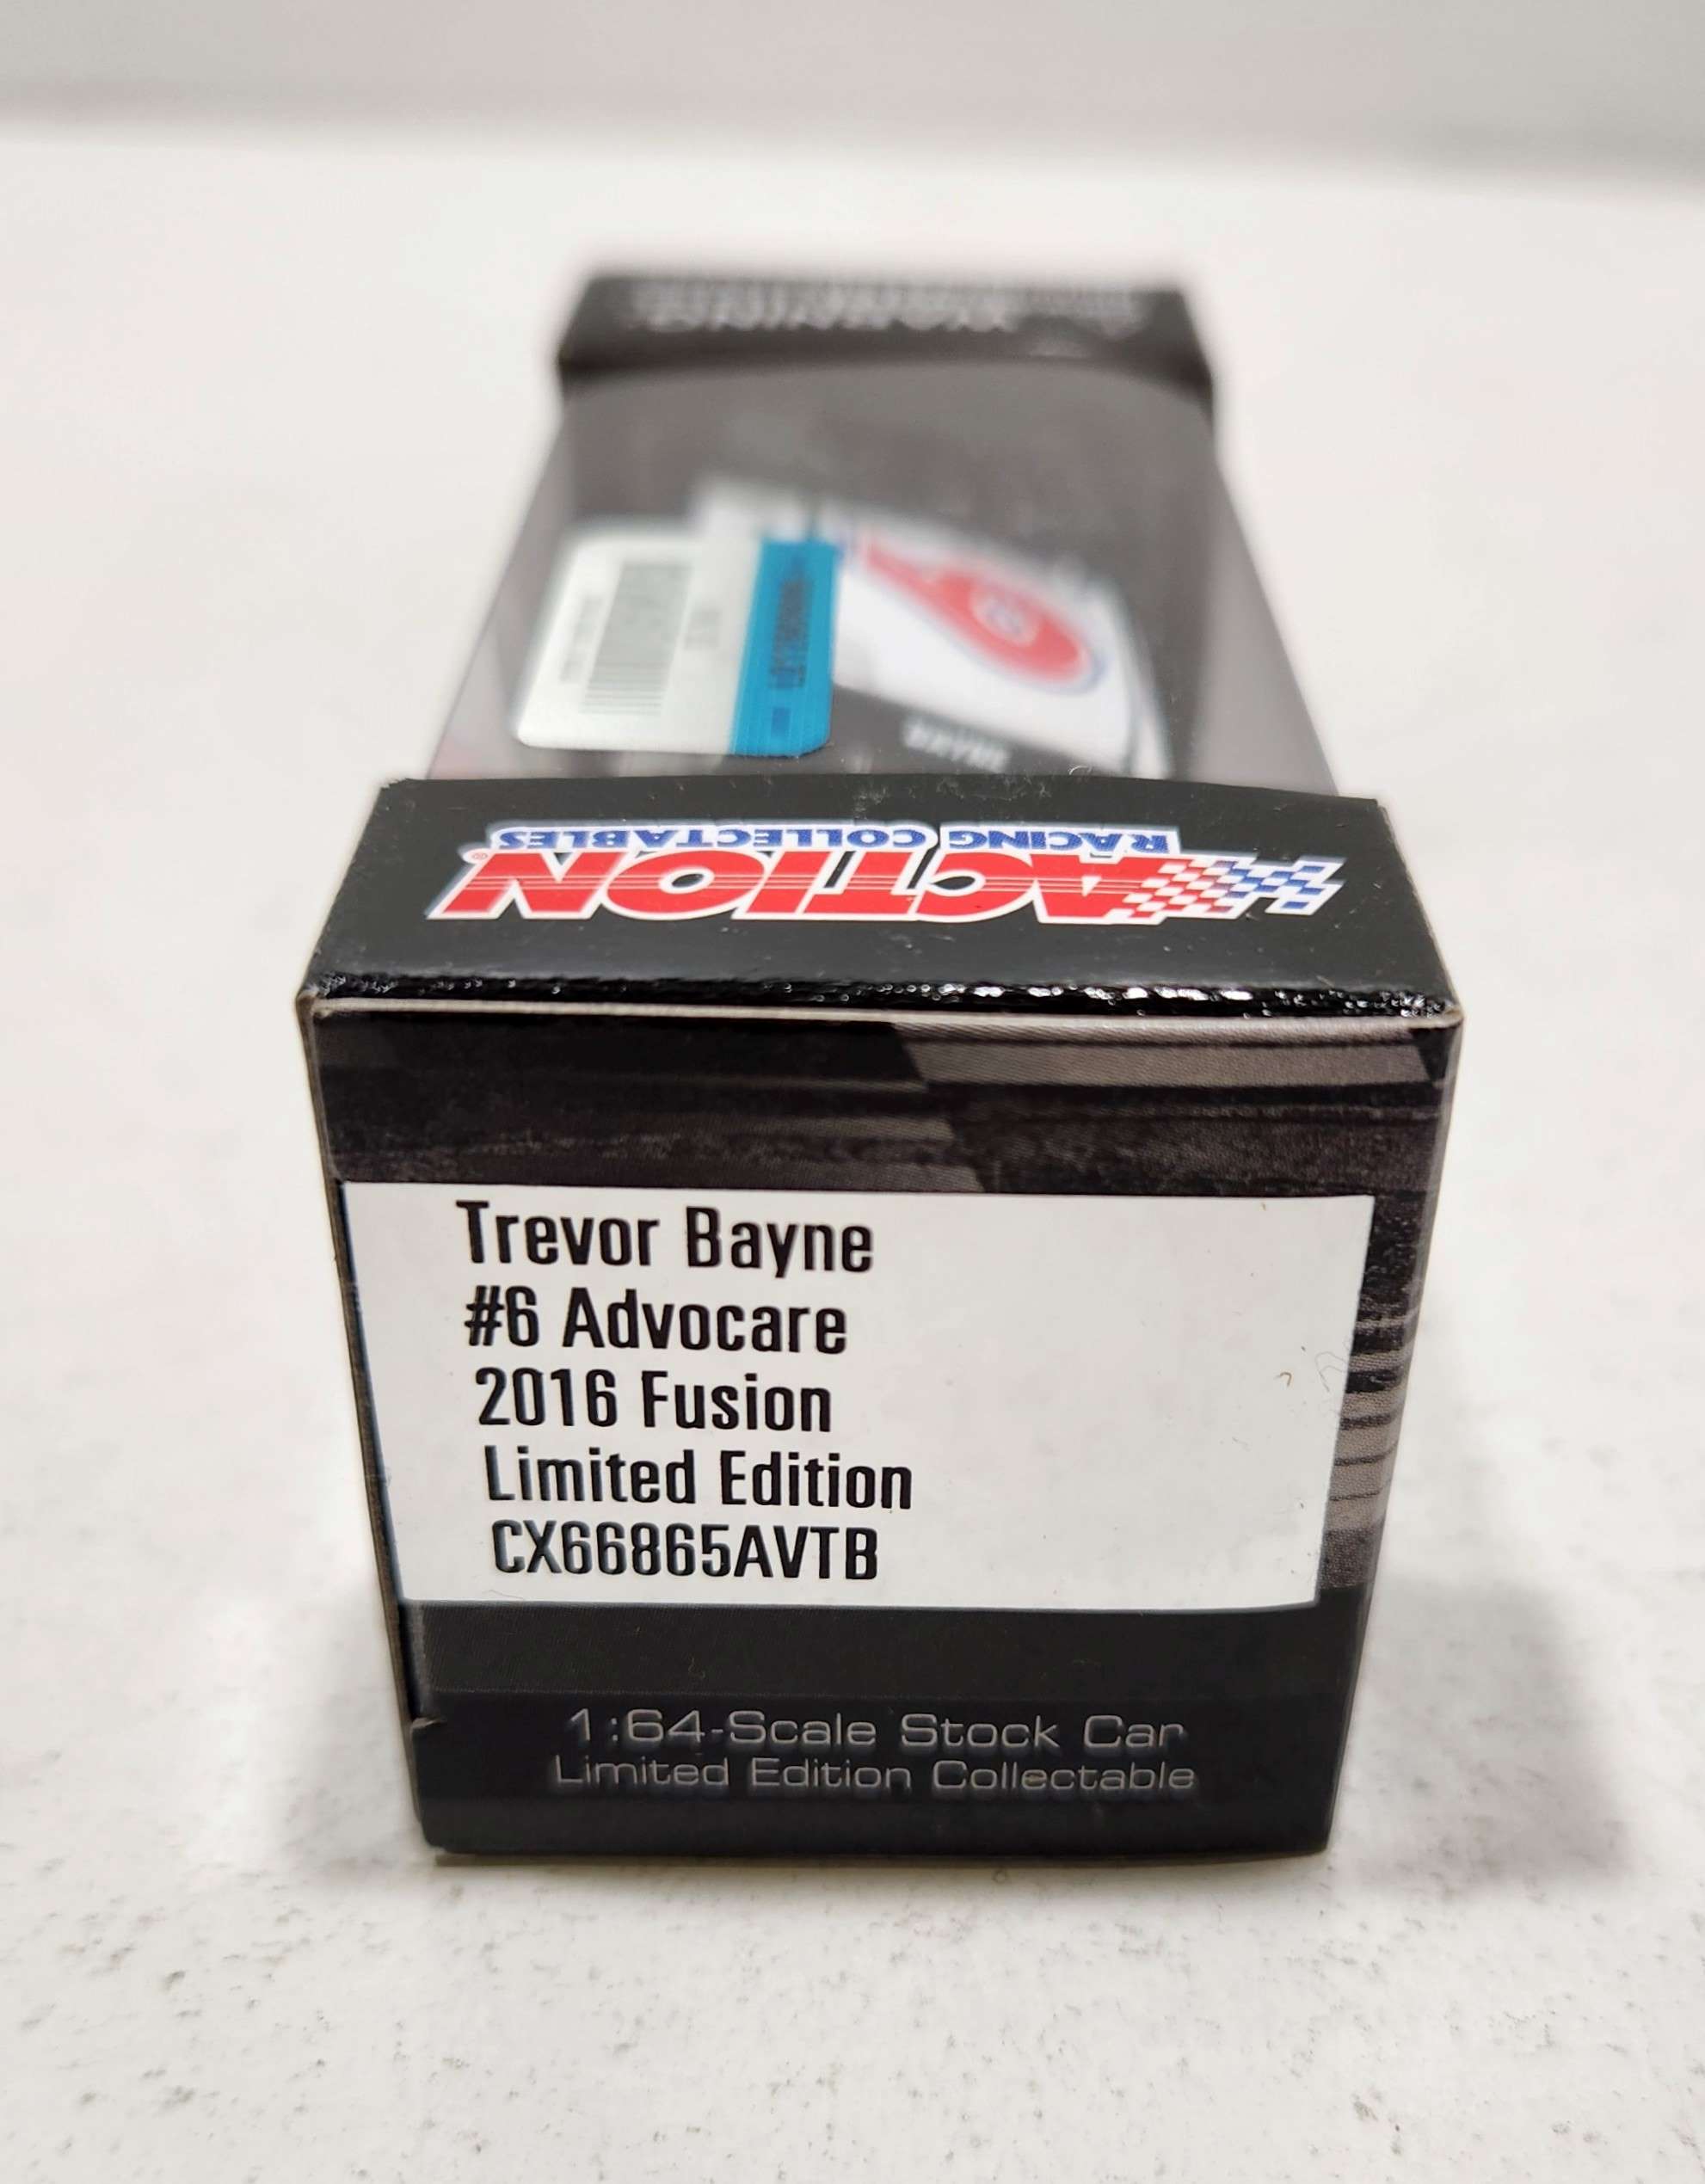 WARNING
ACTION®
RACING COLLECTABLES
Trevor Bayne
#6 Advocare
2016 Fusion
Limited Edition
CX66865AVTB
1:64-Scale Stock Car
Limited Edition Collectable